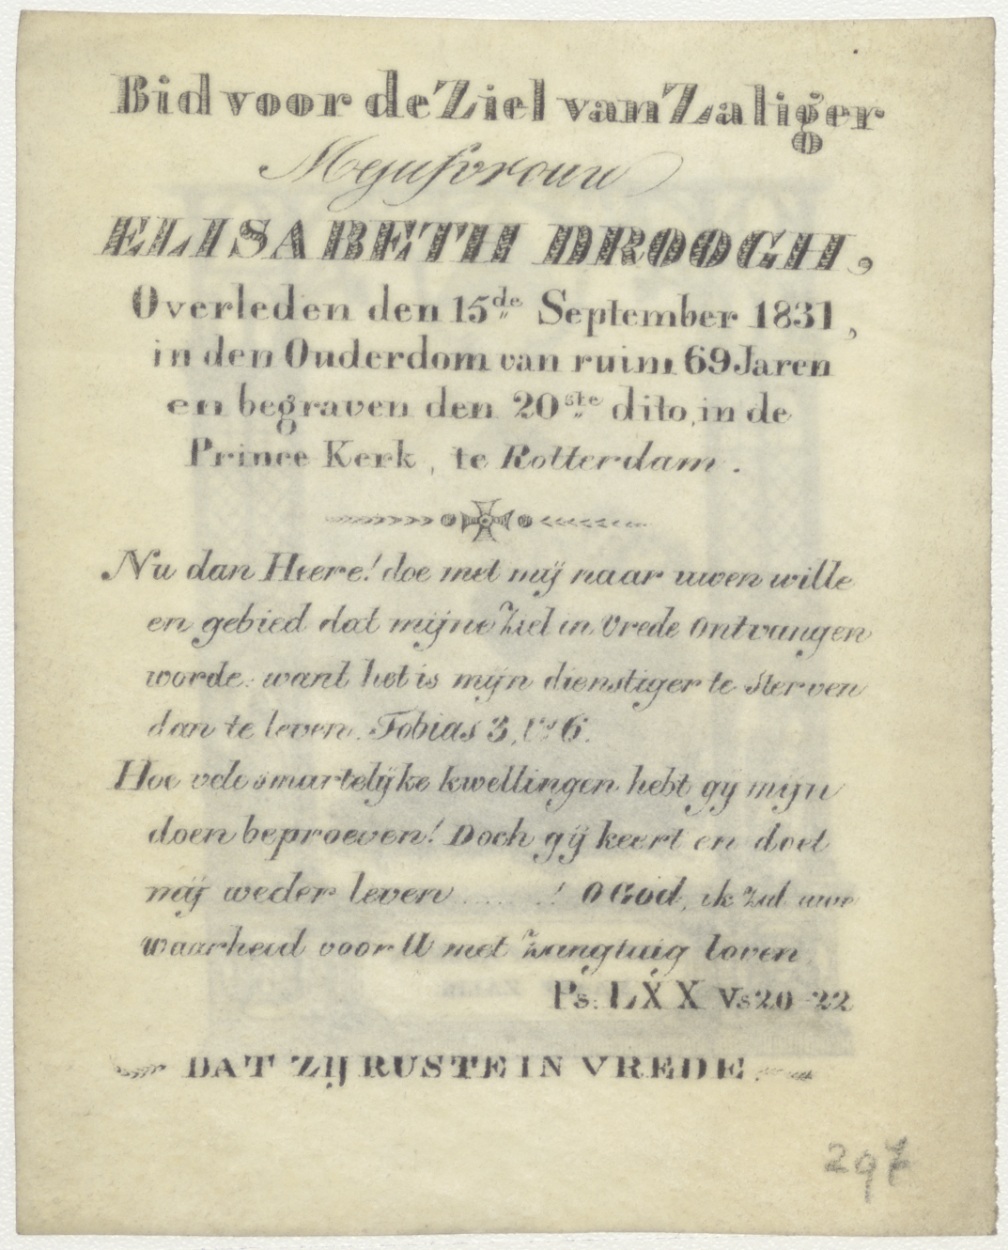 Bid voor de Ziel van Zaliger
Mejufvrouw
ELISABETH DROOGH,
Overleden den 15de September 1831,
in den Ouderdom van ruim 69 Jaren
en begraven den 20ste dito, in de
Prince Kerk, te Rotterdam.
Nu dan Heere! doe met mij naar uwen wille
en gebied dat mijne Ziel in Vrede Ontvangen
worde: want het is mijn dienstiger te Sterven
dan te leven. Tobias 3, Vs 6.
Hoe vele smartelijke kwellingen hebt gij mijn
doen beproeven! Doch gij keert en doet
mij weder leven ......! O God, ik zal uwe
waarheid voor U met Zangtuig loven
Ps: LXX Vs 20-22
DAT ZIJ RUSTE IN VREDE
297